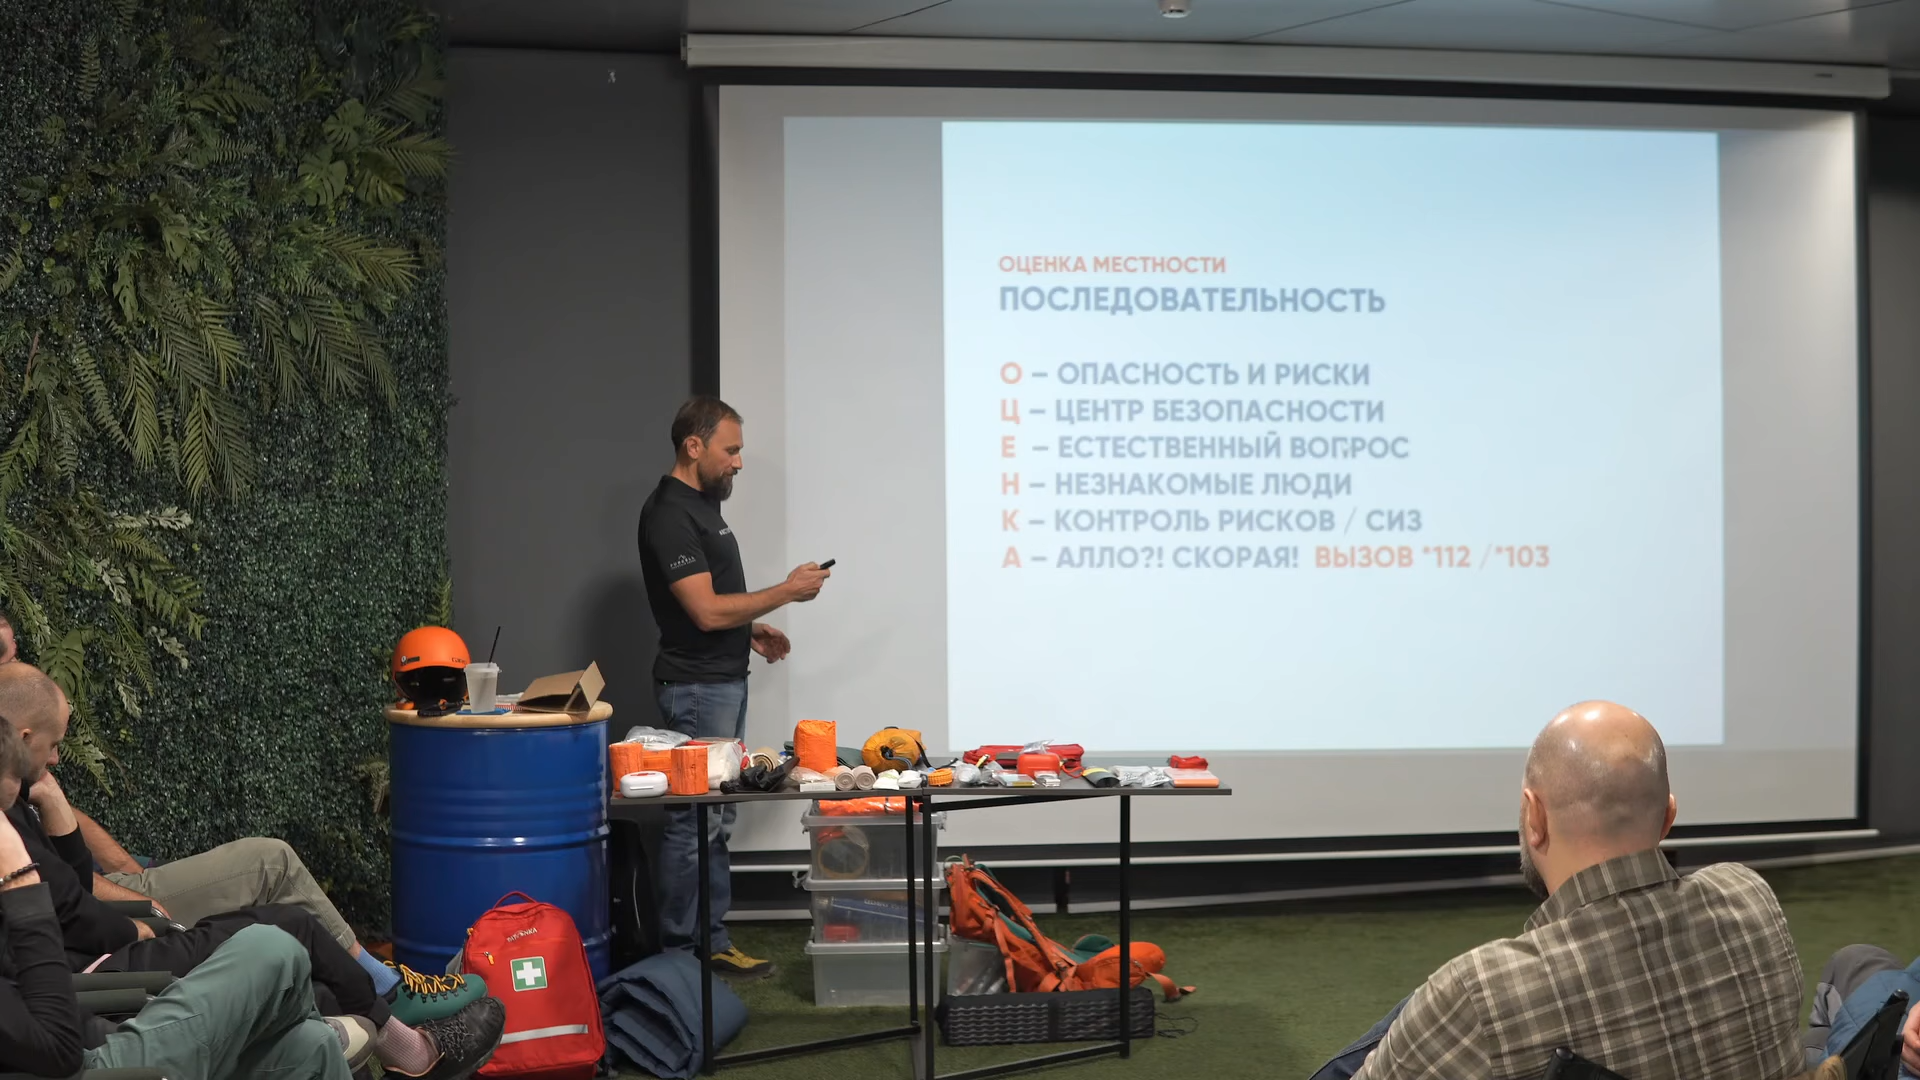 ОЦЕНКА МЕСТНОСТИ
ПОСЛЕДОВАТЕЛЬНОСТЬ
О – ОПАСНОСТЬ И РИСКИ
Ц – ЦЕНТР БЕЗОПАСНОСТИ
Е – ЕСТЕСТВЕННЫЙ ВОПРОС
Н – НЕЗНАКОМЫЕ ЛЮДИ
К – КОНТРОЛЬ РИСКОВ / СИЗ
А – АЛЛО?! СКОРАЯ! ВЫЗОВ *112 / *103
TATONKA